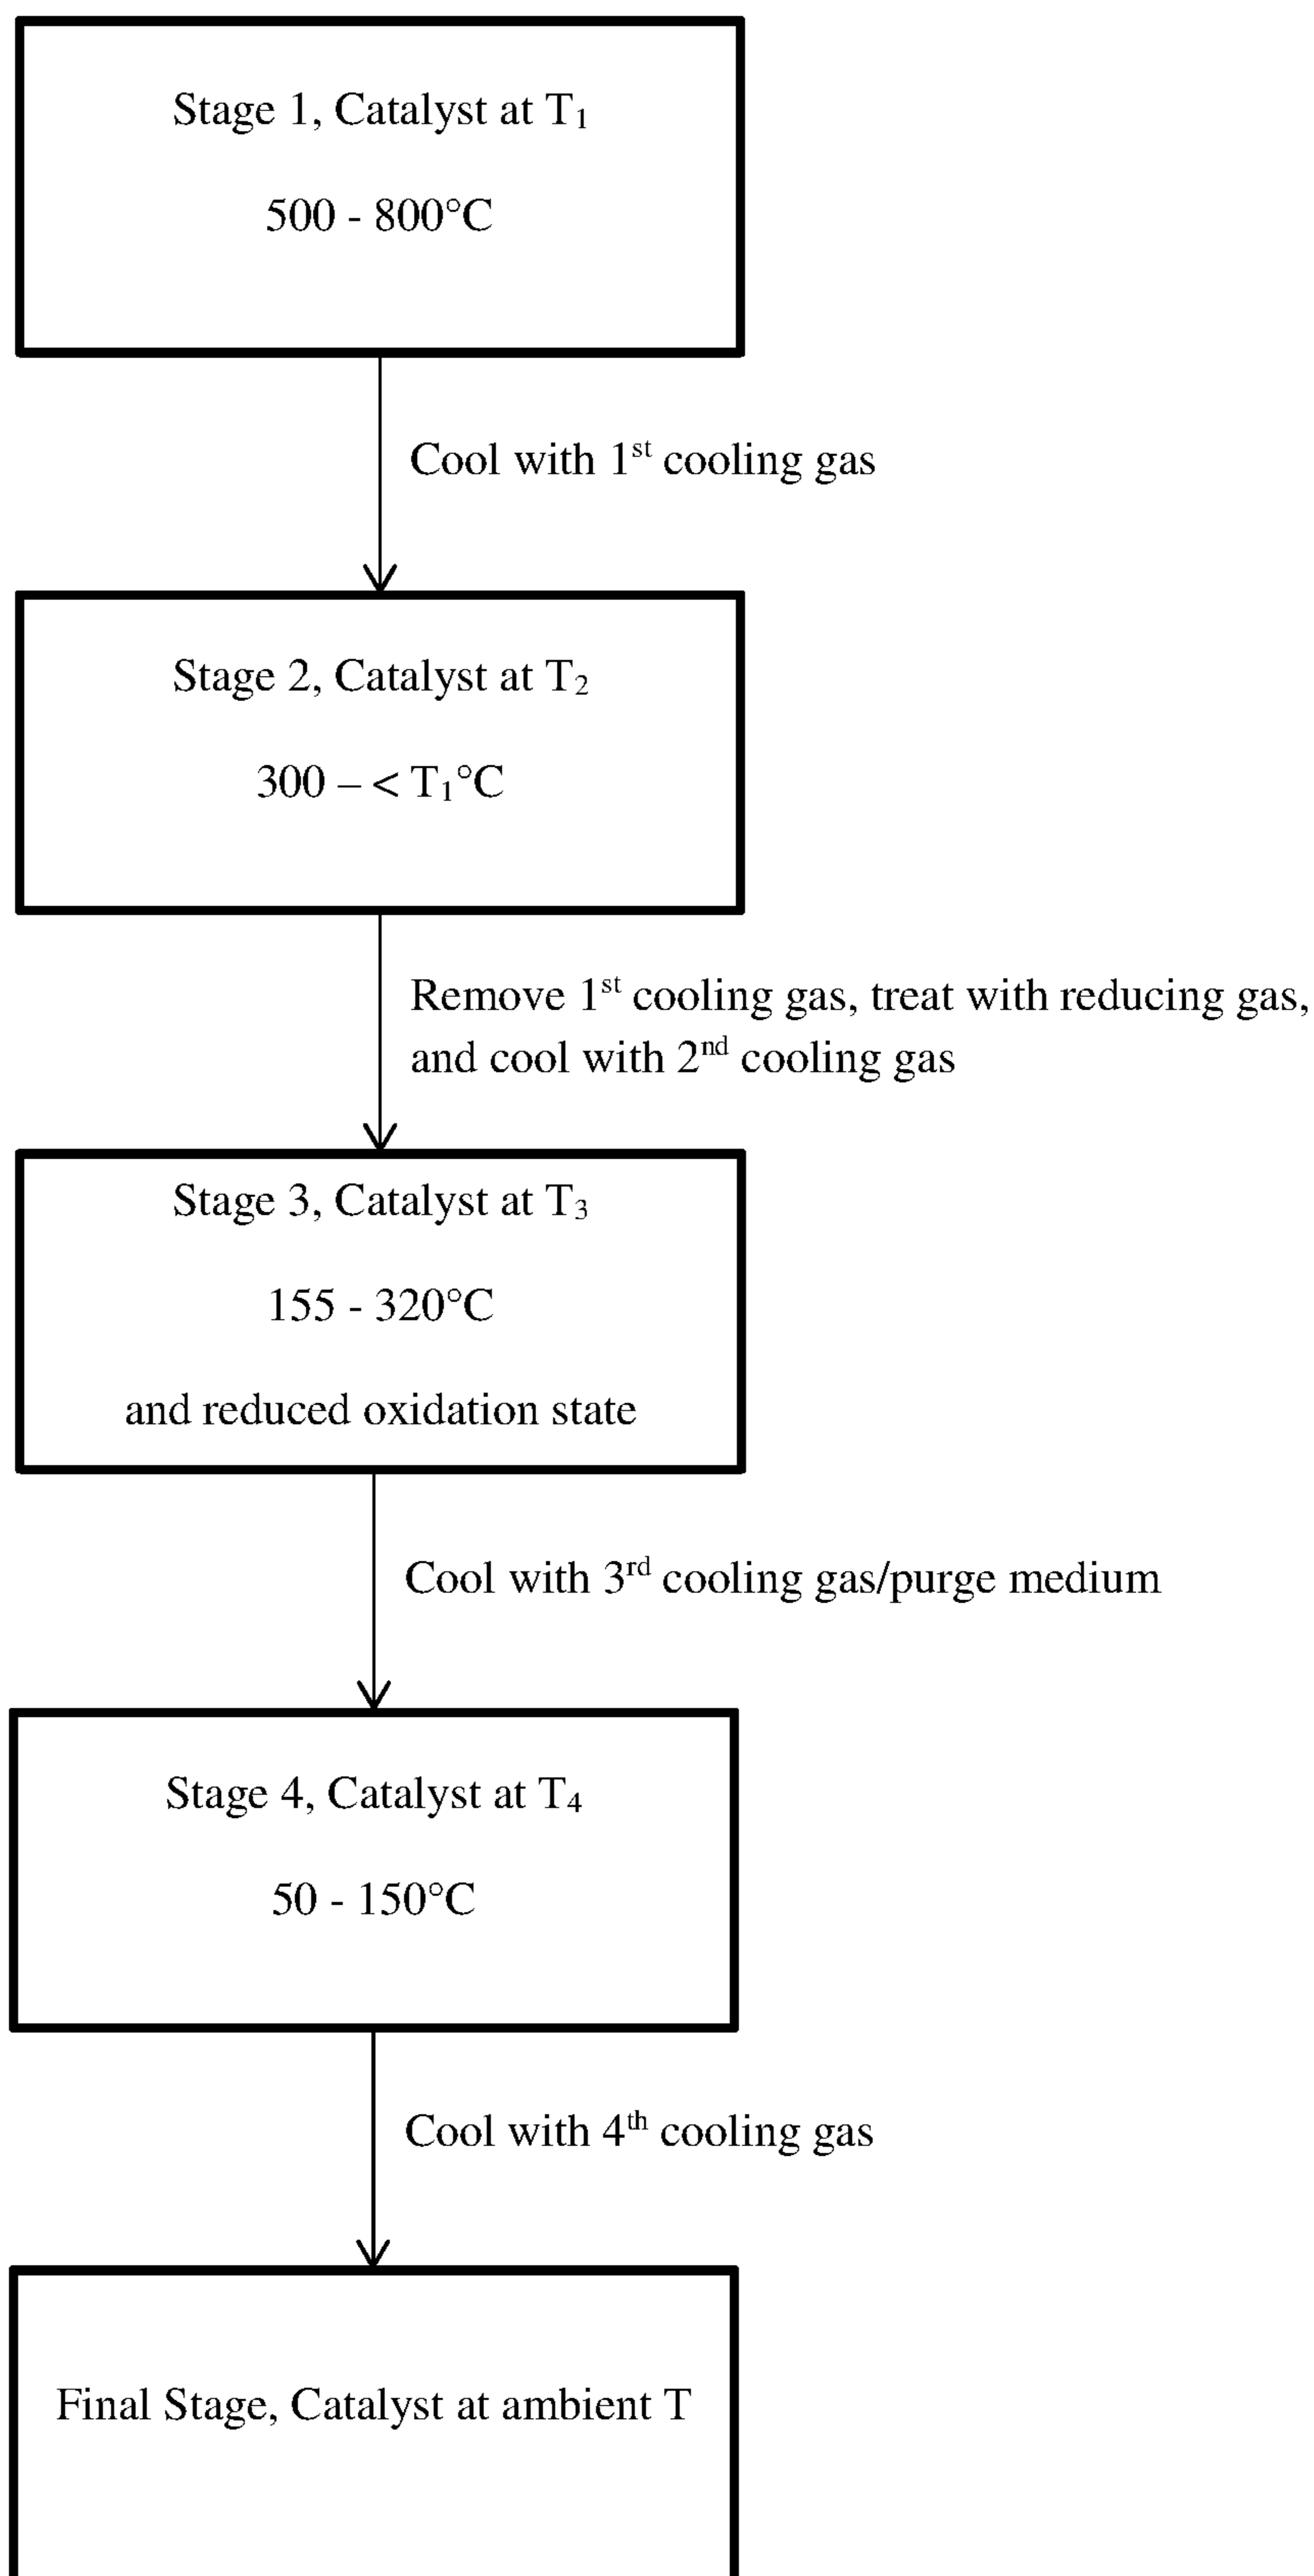 Stage 1, Catalyst at T₁
500 - 800°C
Cool with 1ˢᵗ cooling gas
Stage 2, Catalyst at T₂
300 – < T₁°C
Remove 1ˢᵗ cooling gas, treat with reducing gas,
and cool with 2ⁿᵈ cooling gas
Stage 3, Catalyst at T₃
155 - 320°C
and reduced oxidation state
Cool with 3ʳᵈ cooling gas/purge medium
Stage 4, Catalyst at T₄
50 - 150°C
Cool with 4ᵗʰ cooling gas
Final Stage, Catalyst at ambient T